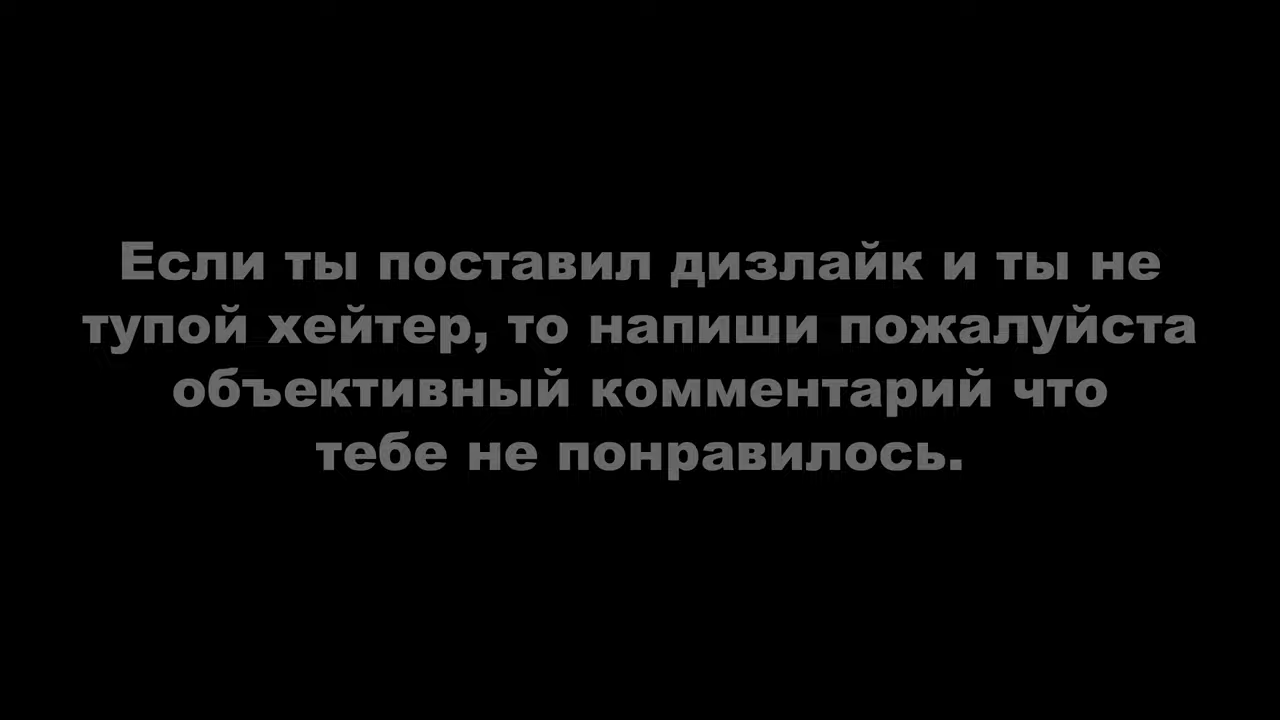 Если ты поставил дизлайк и ты не
тупой хейтер, то напиши пожалуйста
объективный комментарий что
тебе не понравилось.